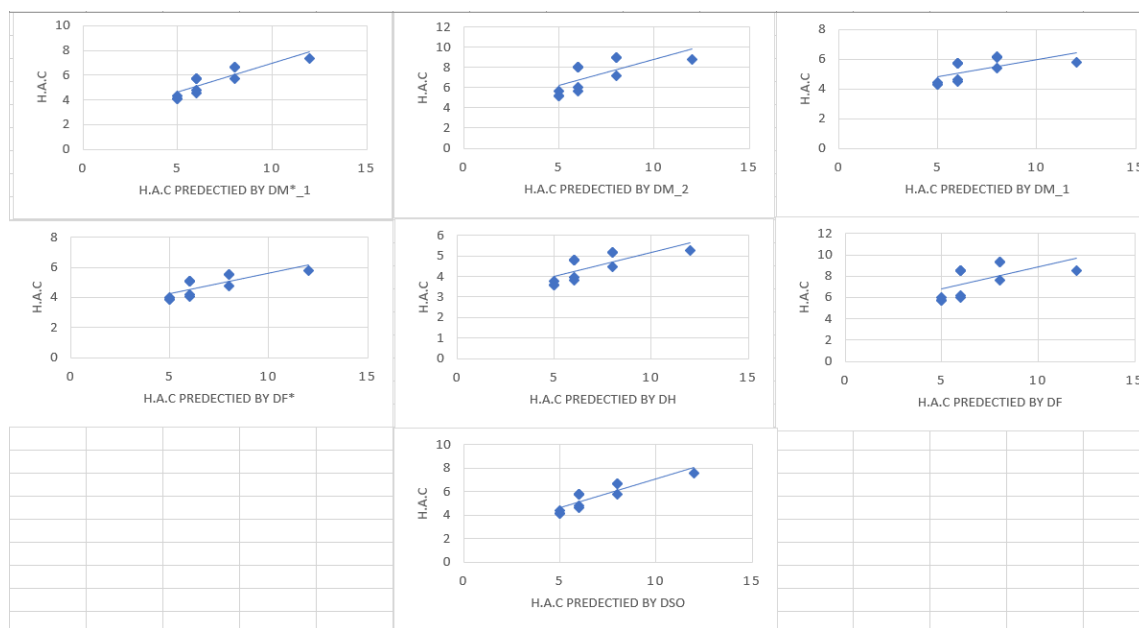 10
8
6
4
2
0
H.A.C
0 5 10 15
H.A.C PREDECTIED BY DM*_1
12
10
8
6
4
2
0
H.A.C
0 5 10 15
H.A.C PREDECTIED BY DM_2
8
6
4
2
0
H.A.C
0 5 10 15
H.A.C PREDECTIED BY DM_1
8
6
4
2
0
H.A.C
0 5 10 15
H.A.C PREDECTIED BY DF*
6
5
4
3
2
1
0
H.A.C
0 5 10 15
H.A.C PREDECTIED BY DH
12
10
8
6
4
2
0
H.A.C
0 5 10 15
H.A.C PREDECTIED BY DF
10
8
6
4
2
0
H.A.C
0 5 10 15
H.A.C PREDECTIED BY DSO